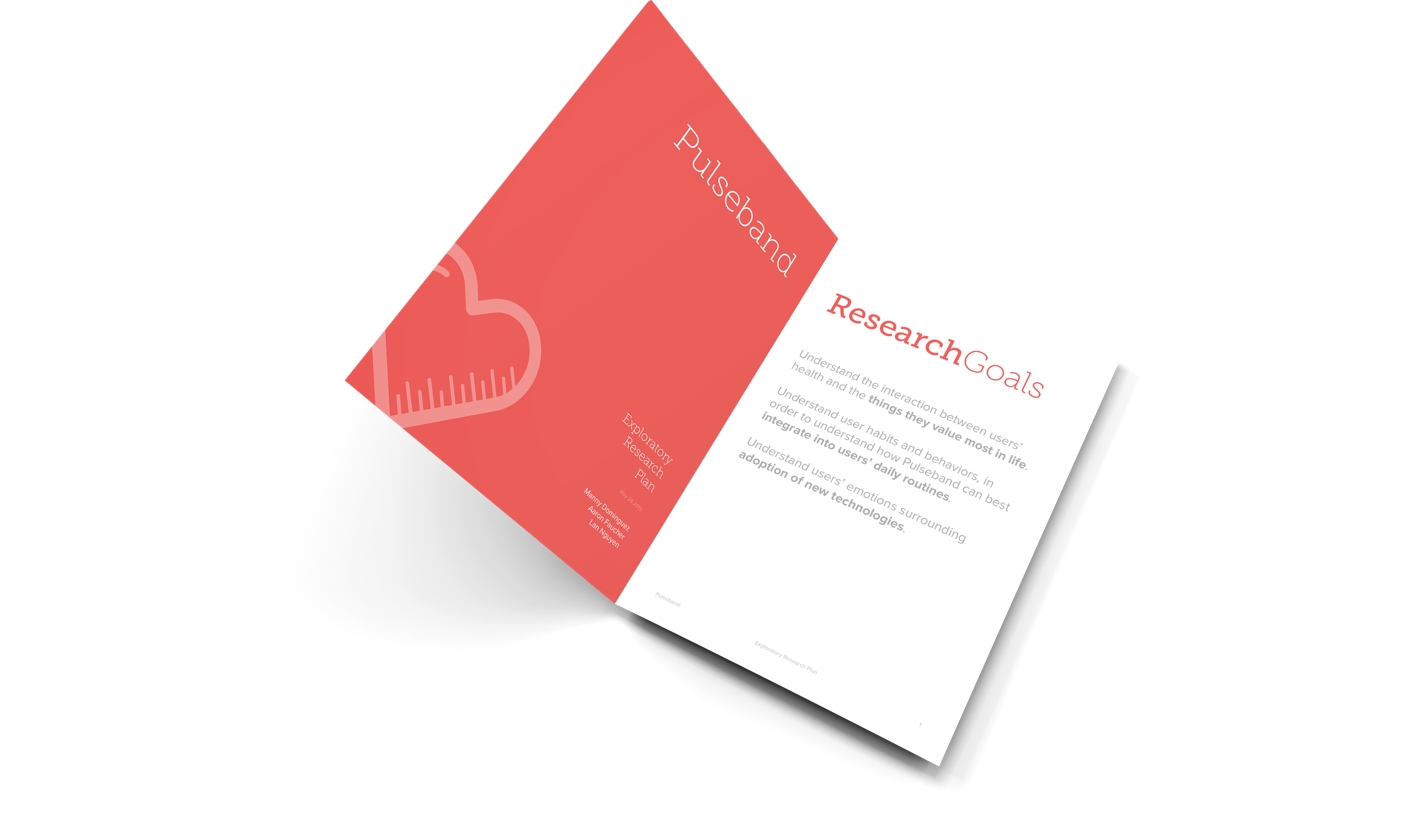 Pulseband
Exploratory
Research
Plan
Manny Dominguez
Aaron Faucher
Lan Nguyen
ResearchGoals
Understand the interaction between users'
health and the things they value most in life.
Understand user habits and behaviors, in
order to understand how Pulseband can best
integrate into users' daily routines.
Understand users' emotions surrounding
adoption of new technologies.
Pulseband
Exploratory Research Plan